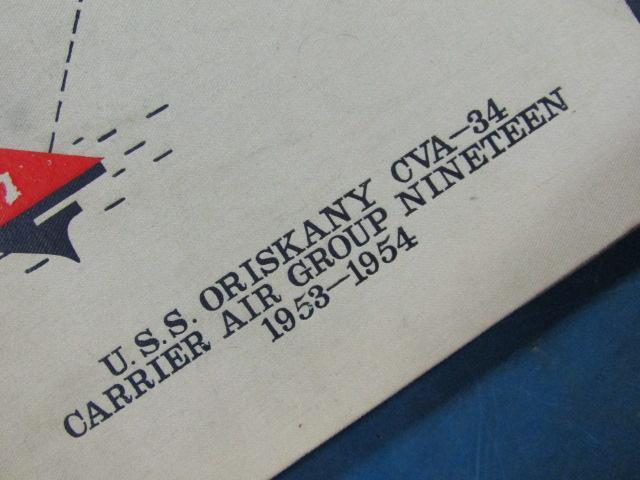 U.S.S. ORISKANY CVA-34
CARRIER AIR GROUP NINETEEN
1953-1954